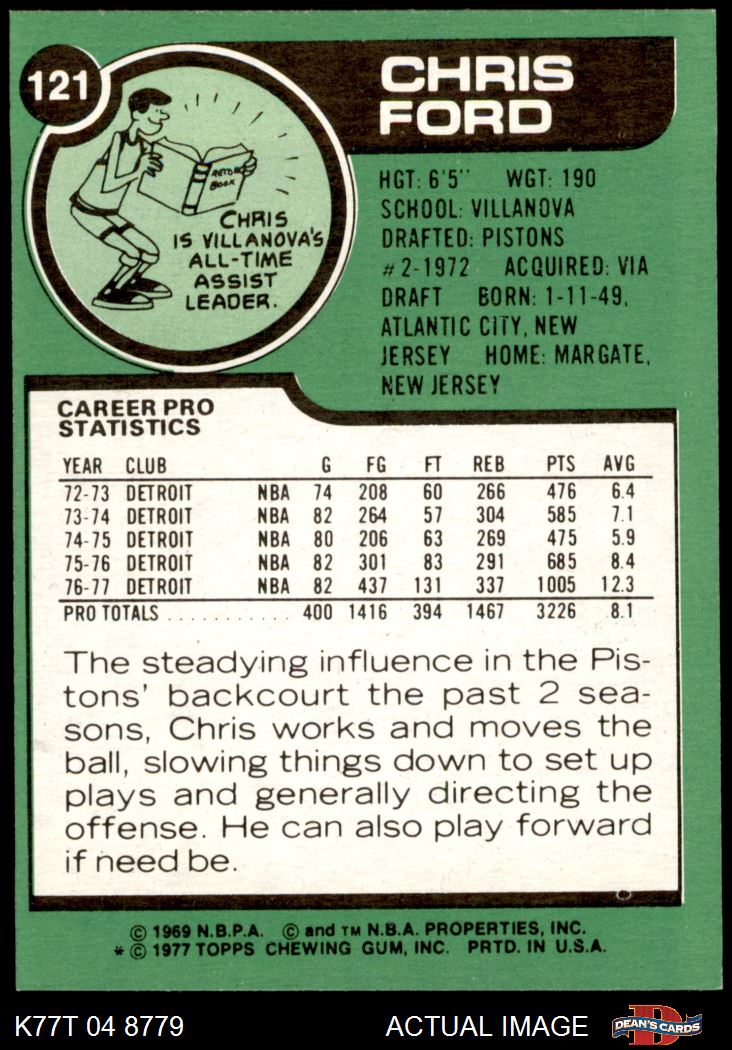 121
CHRIS
FORD
RECORD
BOOK
CHRIS
IS VILLANOVA'S
ALL-TIME
ASSIST
LEADER.
HGT: 6'5" WGT: 190
SCHOOL: VILLANOVA
DRAFTED: PISTONS
#2-1972 ACQUIRED: VIA
DRAFT BORN: 1-11-49,
ATLANTIC CITY, NEW
JERSEY HOME: MARGATE,
NEW JERSEY
CAREER PRO
STATISTICS
YEAR CLUB G FG FT REB PTS AVG
72-73 DETROIT NBA 74 208 60 266 476 6.4
73-74 DETROIT NBA 82 264 57 304 585 7.1
74-75 DETROIT NBA 80 206 63 269 475 5.9
75-76 DETROIT NBA 82 301 83 291 685 8.4
76-77 DETROIT NBA 82 437 131 337 1005 12.3
PRO TOTALS . . . . . . . . . . . . 400 1416 394 1467 3226 8.1
The steadying influence in the Pis-
tons' backcourt the past 2 sea-
sons, Chris works and moves the
ball, slowing things down to set up
plays and generally directing the
offense. He can also play forward
if need be.
© 1969 N.B.P.A. © and TM N.B.A. PROPERTIES, INC.
* © 1977 TOPPS CHEWING GUM, INC. PRTD. IN U.S.A.
K77T 04 8779 ACTUAL IMAGE
D
DEAN'S CARDS